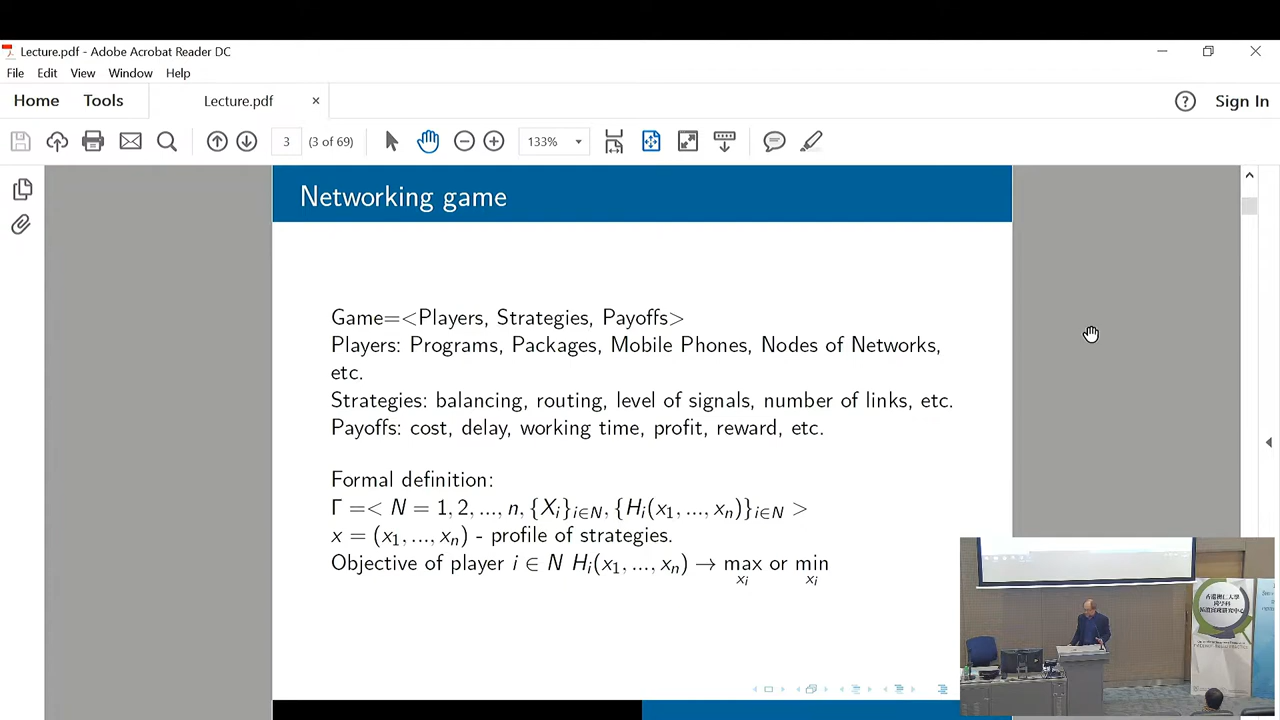 Lecture.pdf - Adobe Acrobat Reader DC
File Edit View Window Help
Home Tools Lecture.pdf × Sign In
3 (3 of 69) 133%
Networking game
Game=<Players, Strategies, Payoffs>
Players: Programs, Packages, Mobile Phones, Nodes of Networks,
etc.
Strategies: balancing, routing, level of signals, number of links, etc.
Payoffs: cost, delay, working time, profit, reward, etc.
Formal definition:
Γ =< N = 1, 2, ..., n, {X_i}_{i∈N}, {H_i(x_1, ..., x_n)}_{i∈N} >
x = (x_1, ..., x_n) - profile of strategies.
Objective of player i ∈ N H_i(x_1, ..., x_n) → max_{x_i} or min_{x_i}